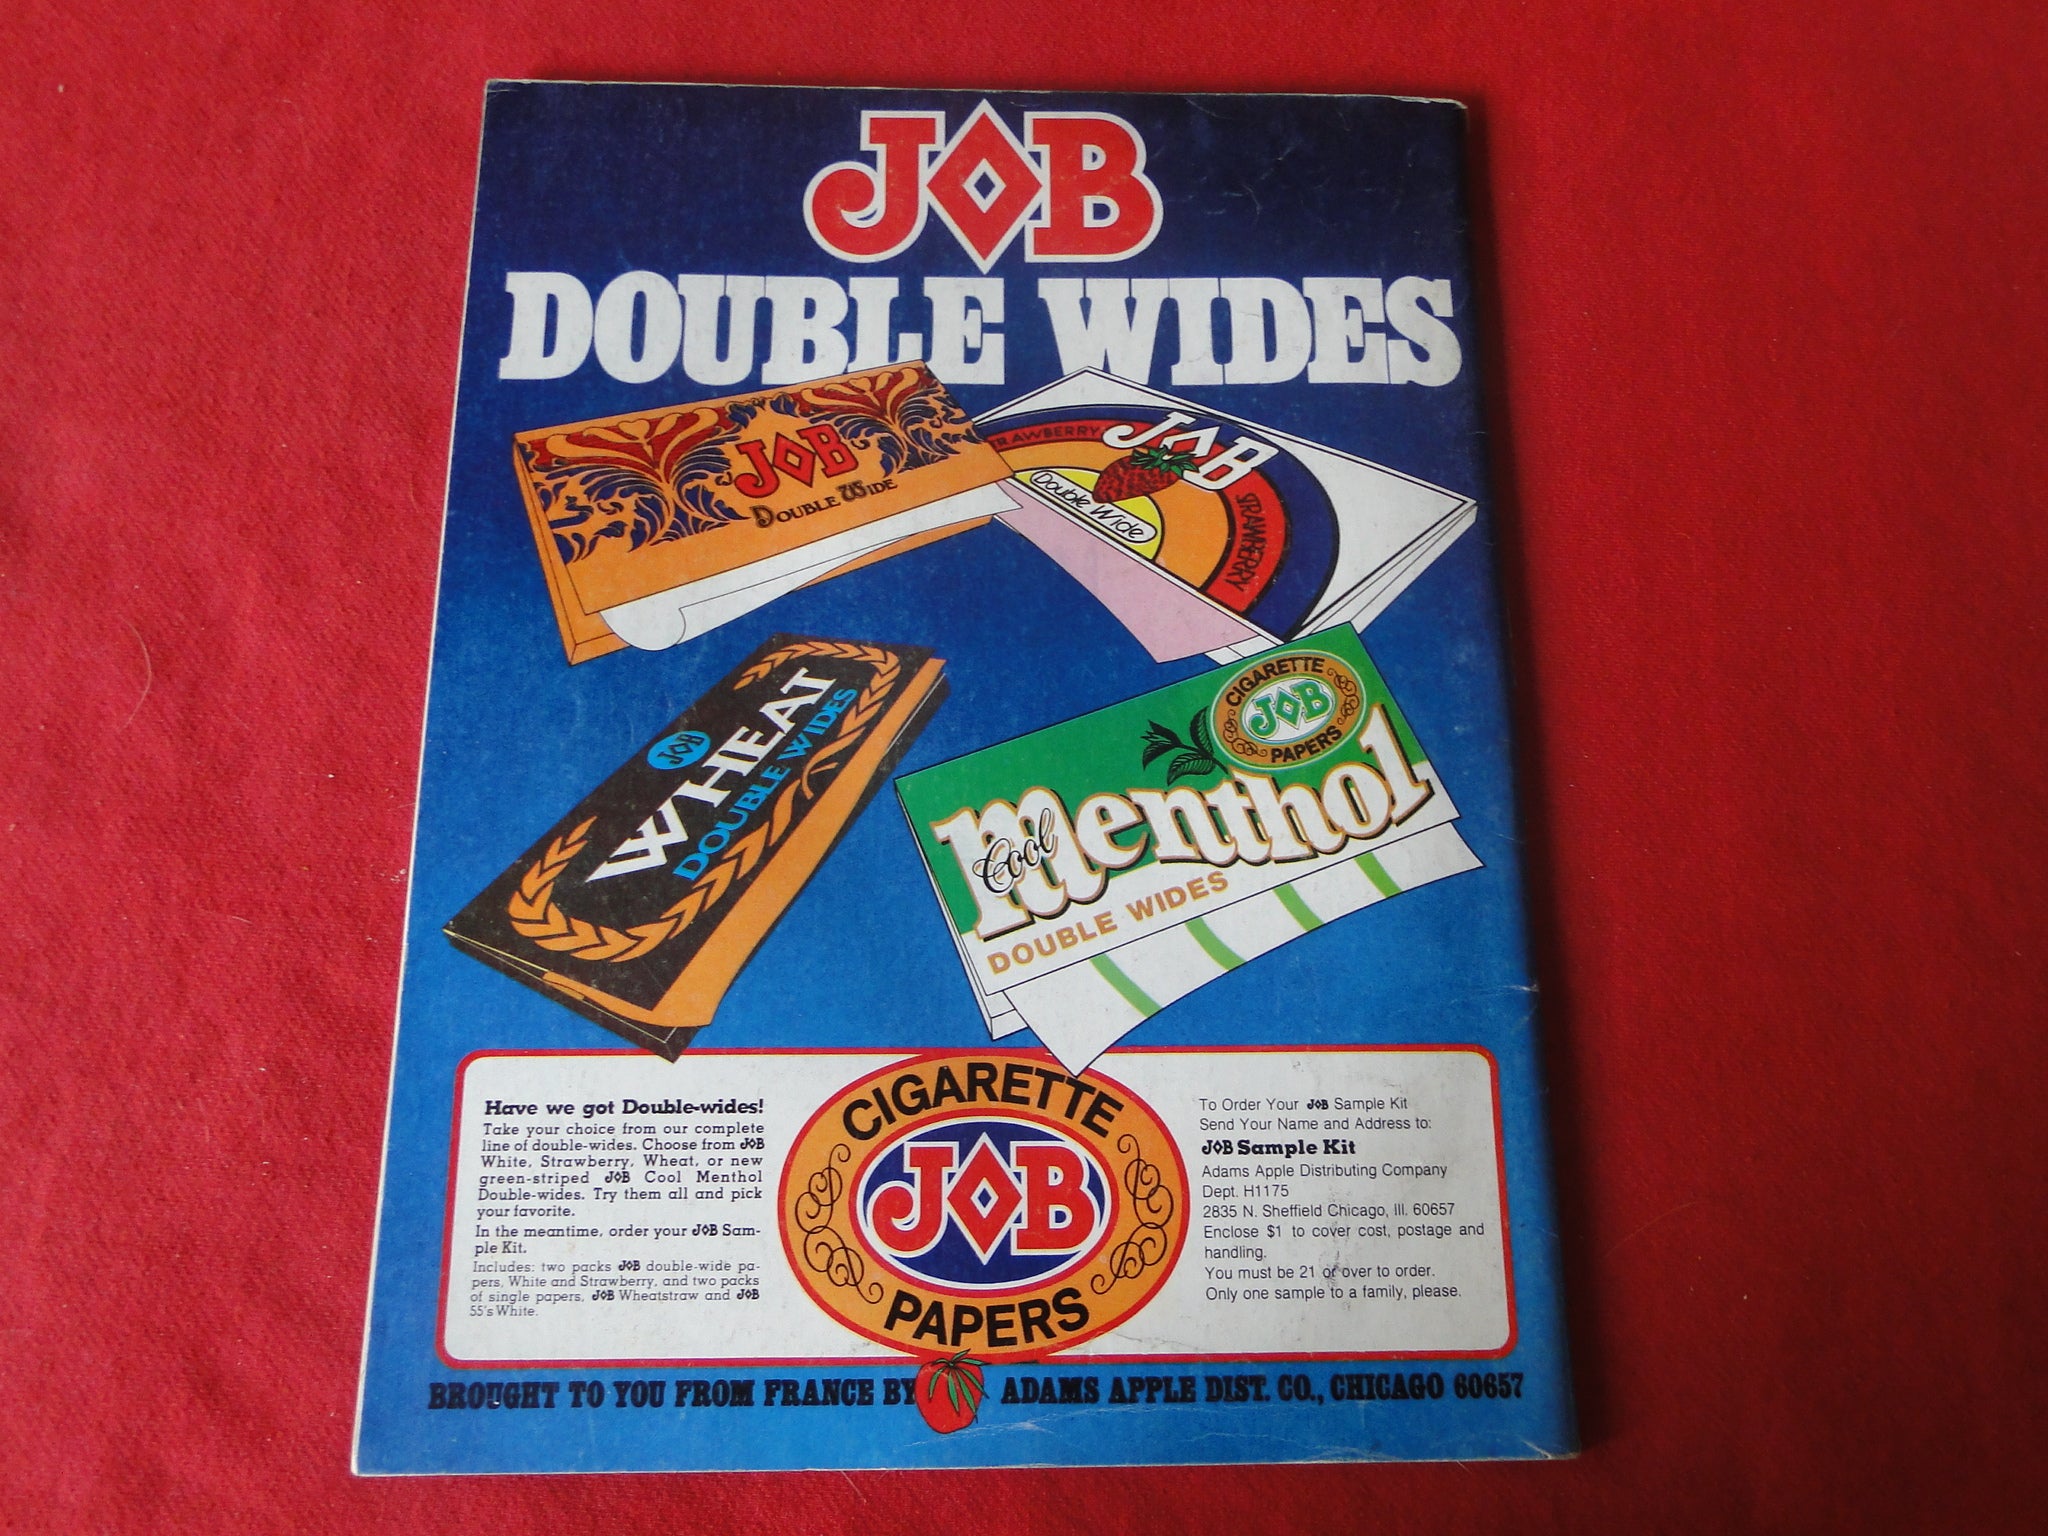 JOB
DOUBLE WIDES
JOB
DOUBLE WIDE
JOB
STRAWBERRY
STRAWBERRY
Double Wide
JOB
WHEAT
DOUBLE WIDES
CIGARETTE
JOB
PAPERS
Cool
Menthol
DOUBLE WIDES
Have we got Double-wides!
Take your choice from our complete
line of double-wides. Choose from JOB
White, Strawberry, Wheat, or new
green-striped JOB Cool Menthol
Double-wides. Try them all and pick
your favorite.
In the meantime, order your JOB Sam-
ple Kit.
Includes: two packs JOB double-wide pa-
pers, White and Strawberry, and two packs
of single papers, JOB Wheatstraw and JOB
55's White.
CIGARETTE
JOB
PAPERS
To Order Your JOB Sample Kit
Send Your Name and Address to:
JOB Sample Kit
Adams Apple Distributing Company
Dept. H1175
2835 N. Sheffield Chicago, Ill. 60657
Enclose $1 to cover cost, postage and
handling.
You must be 21 or over to order.
Only one sample to a family, please.
BROUGHT TO YOU FROM FRANCE BY ADAMS APPLE DIST. CO., CHICAGO 60657